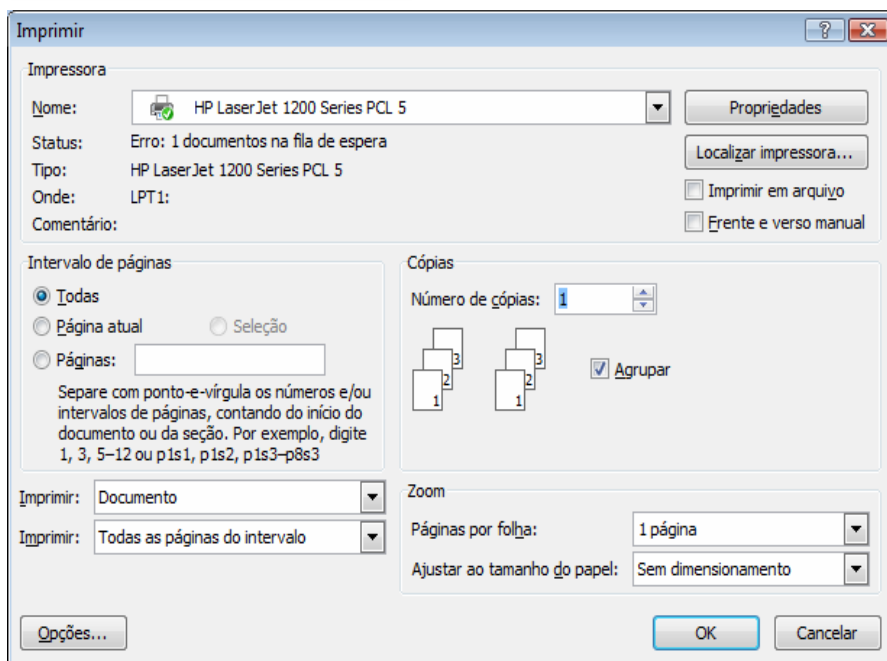 Imprimir
Impressora
Nome: HP LaserJet 1200 Series PCL 5
Propriedades
Status: Erro: 1 documentos na fila de espera
Localizar impressora...
Tipo: HP LaserJet 1200 Series PCL 5
Onde: LPT1:
Imprimir em arquivo
Comentário:
Frente e verso manual
Intervalo de páginas
Todas
Página atual Seleção
Páginas:
Separe com ponto-e-vírgula os números e/ou
intervalos de páginas, contando do início do
documento ou da seção. Por exemplo, digite
1, 3, 5–12 ou p1s1, p1s2, p1s3–p8s3
Cópias
Número de cópias: 1
3 3
2 2
1 1
Agrupar
Imprimir: Documento
Imprimir: Todas as páginas do intervalo
Zoom
Páginas por folha: 1 página
Ajustar ao tamanho do papel: Sem dimensionamento
Opções...
OK Cancelar